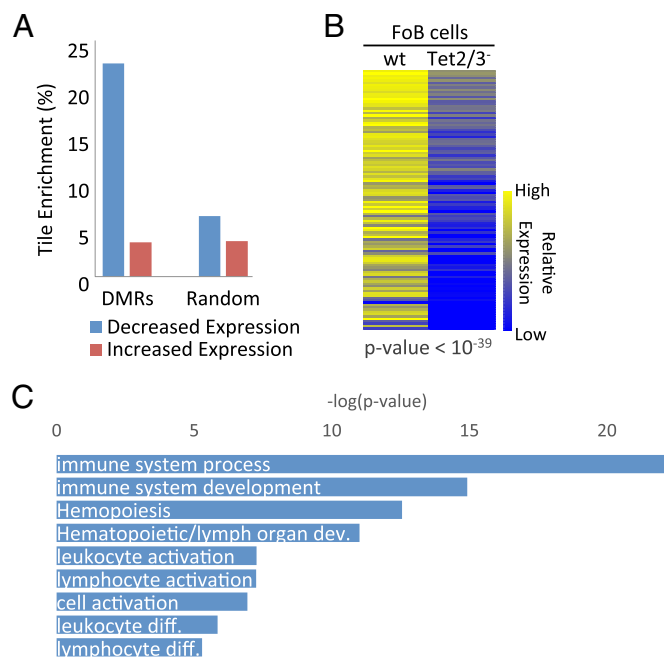 A
Tile Enrichment (%)
25
20
15
10
5
0
DMRs
Random
Decreased Expression
Increased Expression
B
FoB cells
wt Tet2/3-
High
Relative
Expression
Low
p-value < 10-39
C
-log(p-value)
0 5 10 15 20
immune system process
immune system development
Hemopoiesis
Hematopoietic/lymph organ dev.
leukocyte activation
lymphocyte activation
cell activation
leukocyte diff.
lymphocyte diff.